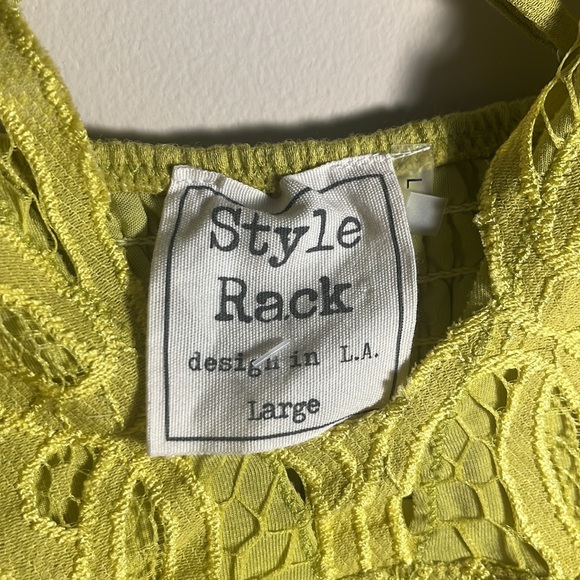 Style
Rack
design in L.A.
Large
L